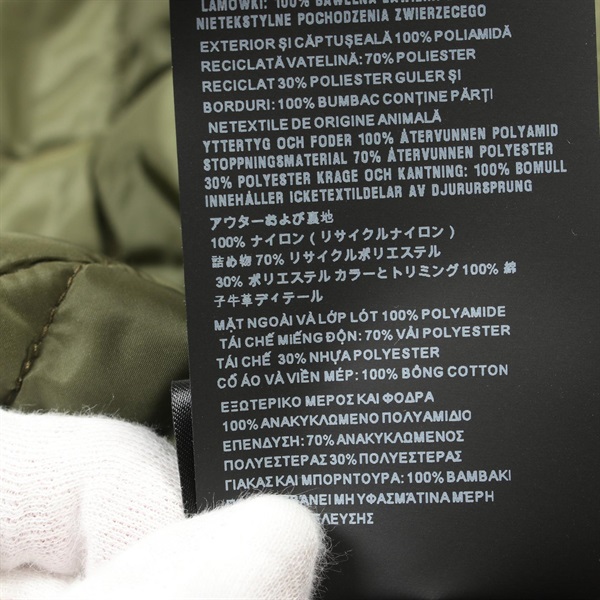 LAMÓWKI: 100% BAWEŁNA
NIETEKSTYLNE POCHODZENIA ZWIERZĘCEGO
EXTERIOR ȘI CĂPTUȘEALĂ 100% POLIAMIDĂ
RECICLATĂ VATELINĂ: 70% POLIESTER
RECICLAT 30% POLIESTER GULER ȘI
BORDURI: 100% BUMBAC CONȚINE PĂRȚI
NETEXTILE DE ORIGINE ANIMALĂ
YTTERTYG OCH FODER 100% ÅTERVUNNEN POLYAMID
STOPPNINGSMATERIAL 70% ÅTERVUNNEN POLYESTER
30% POLYESTER KRAGE OCH KANTNING: 100% BOMULL
INNEHÅLLER ICKETEXTILDELAR AV DJURURSPRUNG
アウターおよび裏地
100% ナイロン ( リサイクルナイロン )
詰め物 70% リサイクルポリエステル
30% ポリエステル カラーとトリミング 100% 綿
子牛革ディテール
MẶT NGOÀI VÀ LỚP LÓT 100% POLYAMIDE
TÁI CHẾ MIẾNG ĐỘN: 70% VẢI POLYESTER
TÁI CHẾ 30% NHỰA POLYESTER
CỔ ÁO VÀ VIỀN MÉP: 100% BÔNG COTTON
ΕΞΩΤΕΡΙΚΟ ΜΕΡΟΣ ΚΑΙ ΦΟΔΡΑ
100% ΑΝΑΚΥΚΛΩΜΕΝΟ ΠΟΛΥΑΜΙΔΙΟ
ΕΠΕΝΔΥΣΗ: 70% ΑΝΑΚΥΚΛΩΜΕΝΟΣ
ΠΟΛΥΕΣΤΕΡΑΣ 30% ΠΟΛΥΕΣΤΕΡΑΣ
ΓΙΑΚΑΣ ΚΑΙ ΜΠΟΡΝΤΟΥΡΑ: 100% ΒΑΜΒΑΚΙ
ΜΗ ΥΦΑΣΜΑΤΙΝΑ ΜΕΡΗ